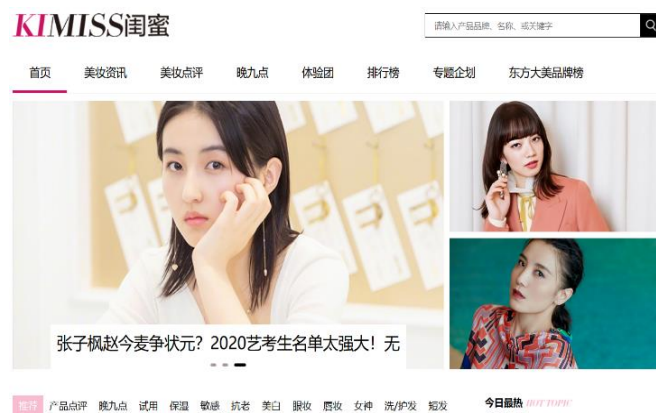 KIMISS闺蜜
请输入产品品牌、名称、或关键字
首页 美妆资讯 美妆点评 晚九点 体验团 排行榜 专题企划 东方大美品牌榜
张子枫赵今麦争状元？2020艺考生名单太强大！无
推荐 产品点评 晚九点 试用 保湿 敏感 抗老 美白 眼妆 唇妆 女神 洗/护发 短发
今日最热 HOT TOPIC